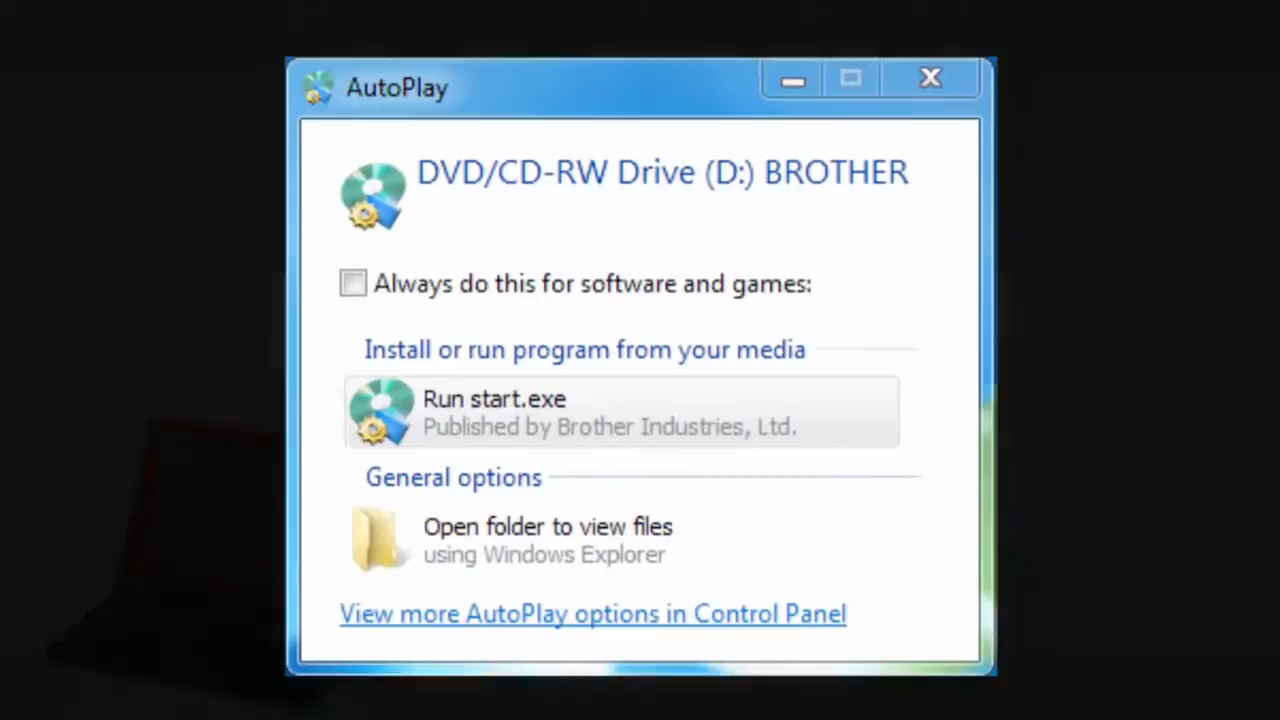 AutoPlay
DVD/CD-RW Drive (D:) BROTHER
Always do this for software and games:
Install or run program from your media
Run start.exe
Published by Brother Industries, Ltd.
General options
Open folder to view files
using Windows Explorer
View more AutoPlay options in Control Panel